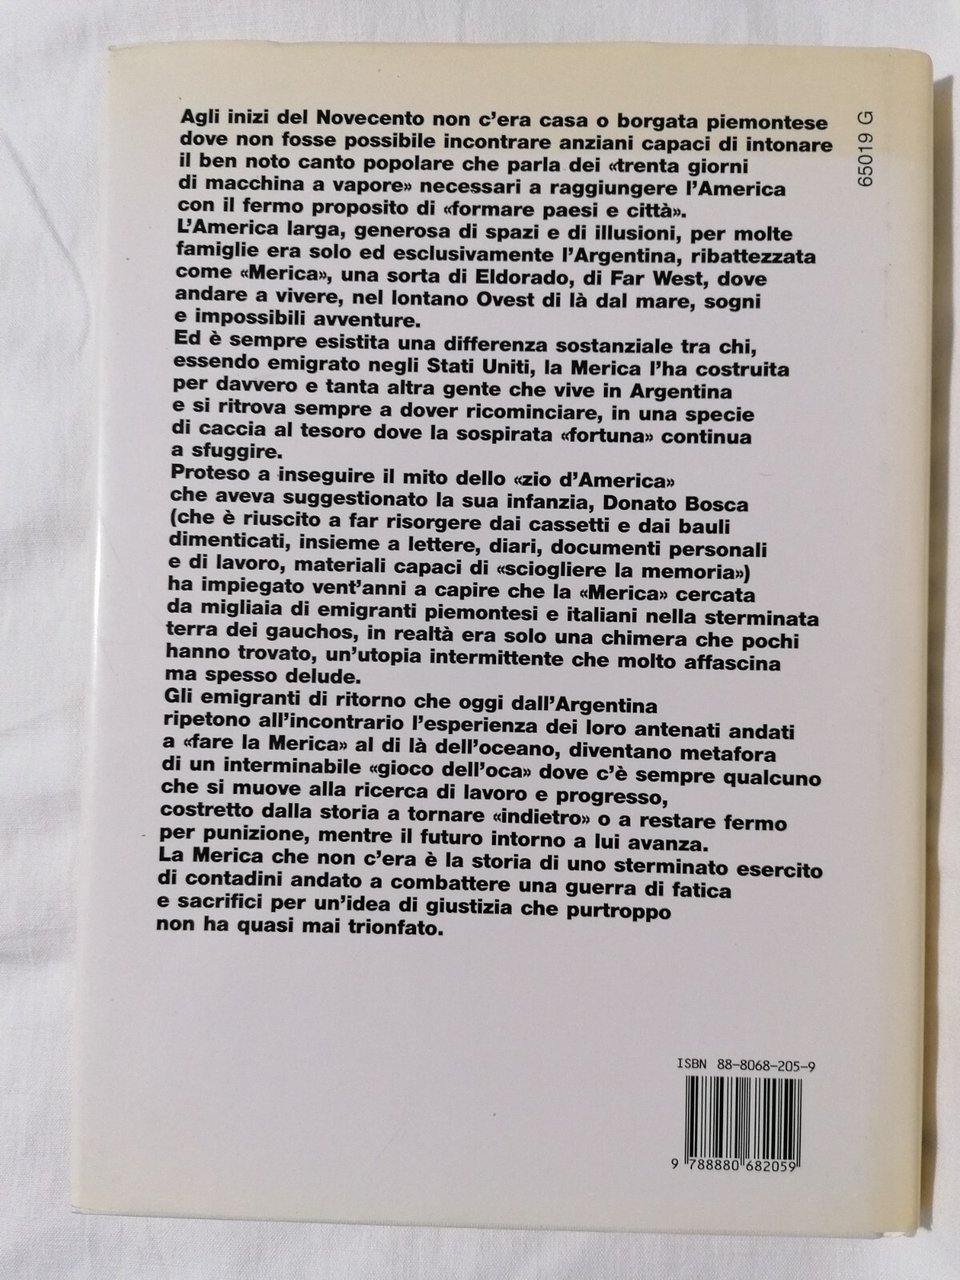 Agli inizi del Novecento non c'era casa o borgata piemontese
dove non fosse possibile incontrare anziani capaci di intonare
il ben noto canto popolare che parla dei «trenta giorni
di macchina a vapore» necessari a raggiungere l'America
con il fermo proposito di «formare paesi e città».
L'America larga, generosa di spazi e di illusioni, per molte
famiglie era solo ed esclusivamente l'Argentina, ribattezzata
come «Merica», una sorta di Eldorado, di Far West, dove
andare a vivere, nel lontano Ovest di là dal mare, sogni
e impossibili avventure.
Ed è sempre esistita una differenza sostanziale tra chi,
essendo emigrato negli Stati Uniti, la Merica l'ha costruita
per davvero e tanta altra gente che vive in Argentina
e si ritrova sempre a dover ricominciare, in una specie
di caccia al tesoro dove la sospirata «fortuna» continua
a sfuggire.
Proteso a inseguire il mito dello «zio d'America»
che aveva suggestionato la sua infanzia, Donato Bosca
(che è riuscito a far risorgere dai cassetti e dai bauli
dimenticati, insieme a lettere, diari, documenti personali
e di lavoro, materiali capaci di «sciogliere la memoria»)
ha impiegato vent'anni a capire che la «Merica» cercata
da migliaia di emigranti piemontesi e italiani nella sterminata
terra dei gauchos, in realtà era solo una chimera che pochi
hanno trovato, un'utopia intermittente che molto affascina
ma spesso delude.
Gli emigranti di ritorno che oggi dall'Argentina
ripetono all'incontrario l'esperienza dei loro antenati andati
a «fare la Merica» al di là dell'oceano, diventano metafora
di un interminabile «gioco dell'oca» dove c'è sempre qualcuno
che si muove alla ricerca di lavoro e progresso,
costretto dalla storia a tornare «indietro» o a restare fermo
per punizione, mentre il futuro intorno a lui avanza.
La Merica che non c'era è la storia di uno sterminato esercito
di contadini andato a combattere una guerra di fatica
e sacrifici per un'idea di giustizia che purtroppo
non ha quasi mai trionfato.
65019 G
ISBN 88-8068-205-9
9 788880 682059